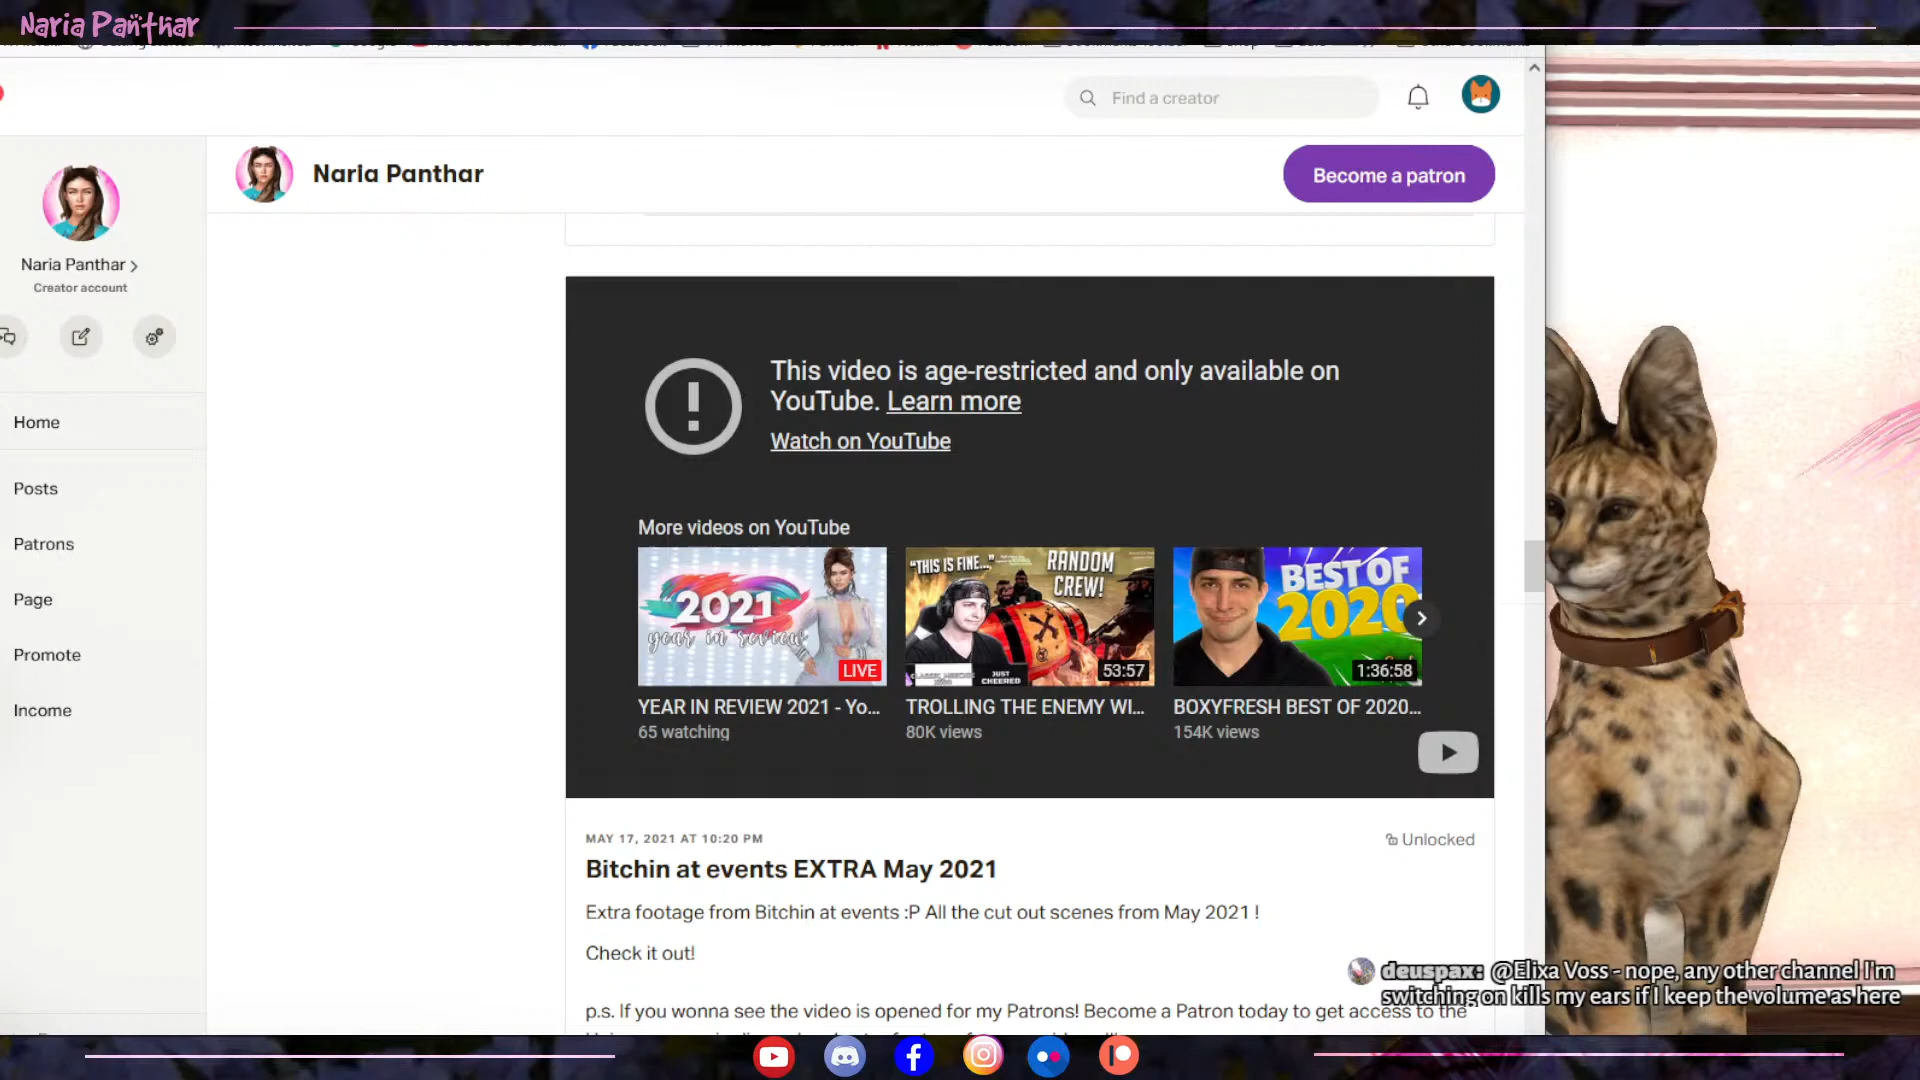 Naria Panthar
Find a creator
Naria Panthar
Become a patron
Naria Panthar
Creator account
Home
Posts
Patrons
Page
Promote
Income
This video is age-restricted and only available on
YouTube. Learn more
Watch on YouTube
More videos on YouTube
2021
year in review
LIVE
YEAR IN REVIEW 2021 - Yo...
65 watching
"THIS IS FINE..."
RANDOM
CREW!
JUST
CHEERED
53:57
TROLLING THE ENEMY WI...
80K views
BEST OF
2020
1:36:58
BOXYFRESH BEST OF 2020...
154K views
MAY 17, 2021 AT 10:20 PM
Unlocked
Bitchin at events EXTRA May 2021
Extra footage from Bitchin at events :P All the cut out scenes from May 2021 !
Check it out!
p.s. If you wonna see the video is opened for my Patrons! Become a Patron today to get access to the
deuspax: @Elixa Voss - nope, any other channel I'm
switching on kills my ears if I keep the volume as here